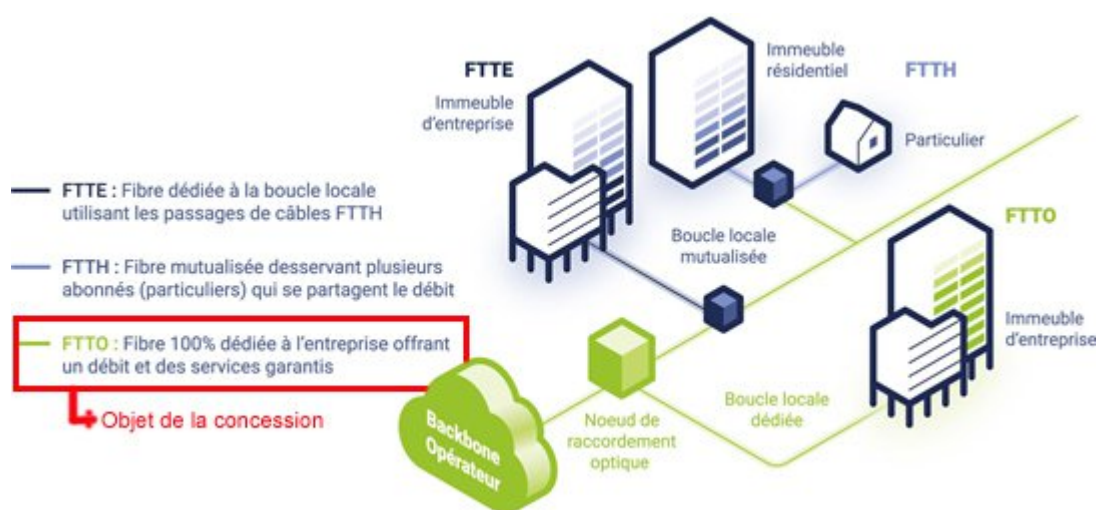 FTTE : Fibre dédiée à la boucle locale
utilisant les passages de câbles FTTH
FTTH : Fibre mutualisée desservant plusieurs
abonnés (particuliers) qui se partagent le débit
FTTO : Fibre 100% dédiée à l'entreprise offrant
un débit et des services garantis
Objet de la concession
FTTE
Immeuble
d'entreprise
Immeuble
résidentiel
FTTH
Particulier
Boucle locale
mutualisée
FTTO
Immeuble
d'entreprise
Boucle locale
dédiée
Noeud de
raccordement
optique
Backbone
Opérateur